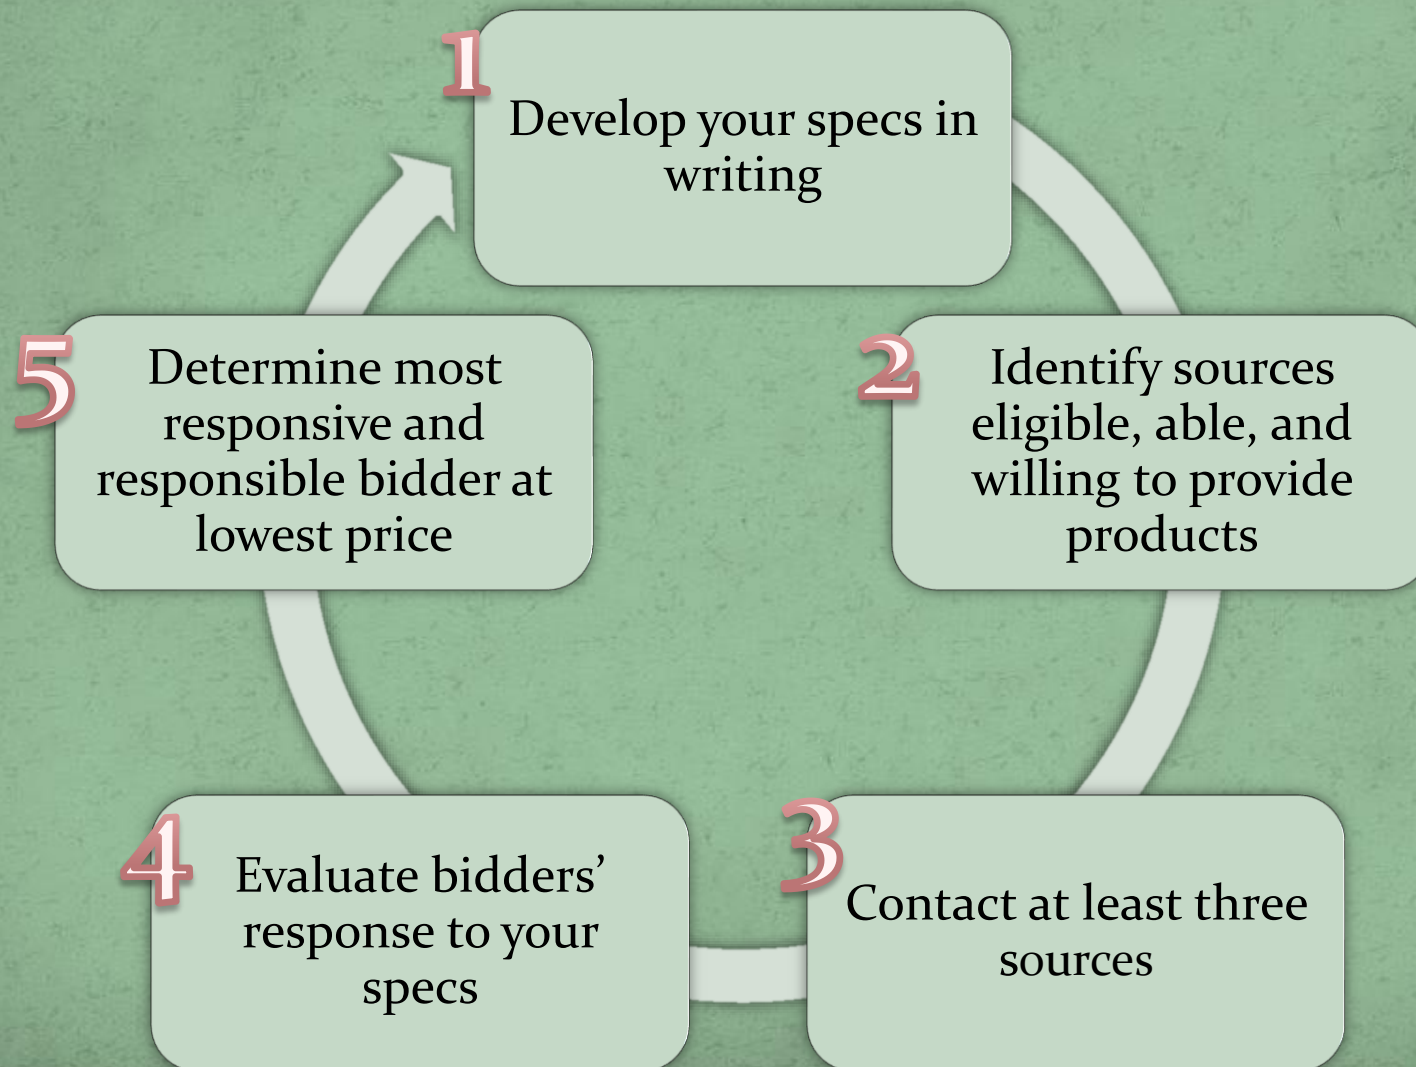 1
Develop your specs in
writing
2
Identify sources
eligible, able, and
willing to provide
products
3
Contact at least three
sources
4
Evaluate bidders’
response to your
specs
5
Determine most
responsive and
responsible bidder at
lowest price